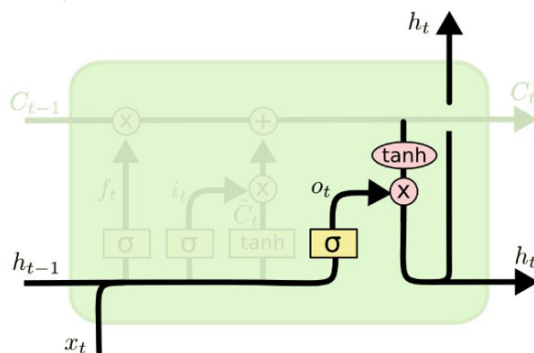 h_t
C_{t-1} × + C_t
tanh
f_t i_t C̃_t × o_t ×
σ σ tanh σ
h_{t-1} h_t
x_t